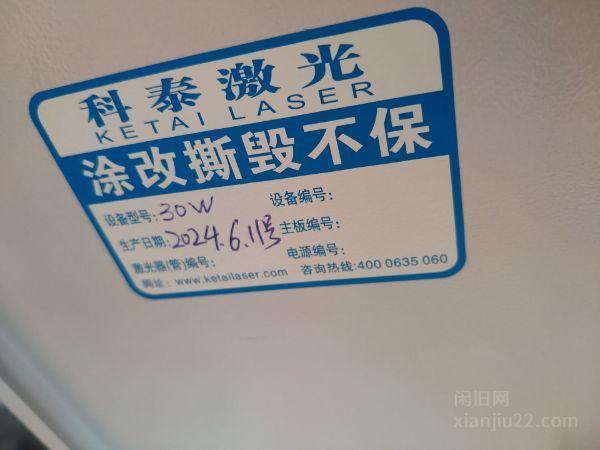 科泰激光
KETAI LASER
涂改撕毁不保
设备型号: 30W 设备编号:
生产日期: 2024.6.11号 主板编号:
激光器(管)编号: 电源编号:
网址: www.ketailaser.com 咨询热线:400 0635 060
闲旧网
xianjiu22.com